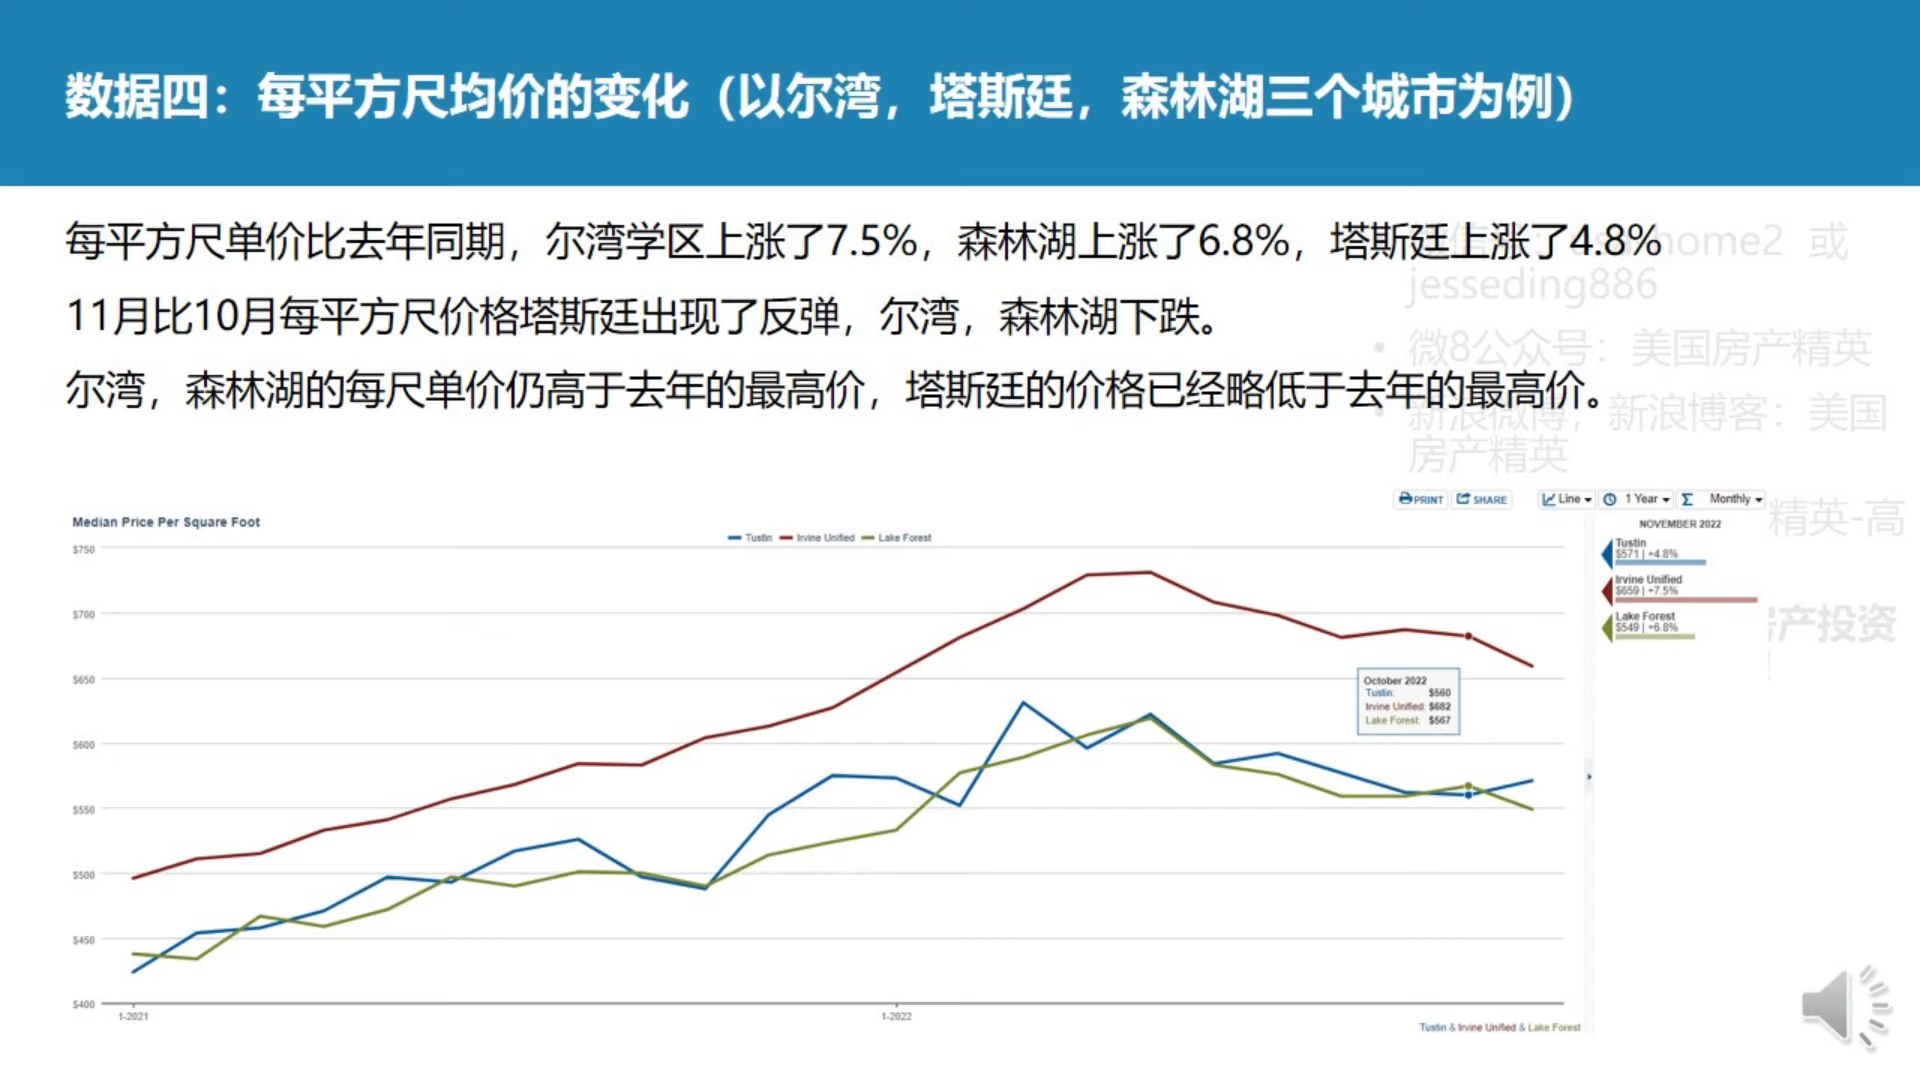 数据四：每平方尺均价的变化（以尔湾，塔斯廷，森林湖三个城市为例）
每平方尺单价比去年同期，尔湾学区上涨了7.5%，森林湖上涨了6.8%，塔斯廷上涨了4.8%
11月比10月每平方尺价格塔斯廷出现了反弹，尔湾，森林湖下跌。
尔湾，森林湖的每尺单价仍高于去年的最高价，塔斯廷的价格已经略低于去年的最高价。
home2 或
jesseding886
• 微8公众号：美国房产精英
• 新浪微博，新浪博客：美国
房产精英
精英-高
产投资
PRINT SHARE Line 1 Year Monthly
Median Price Per Square Foot
Tustin Irvine Unified Lake Forest
$750
$700
$650
$600
$550
$500
$450
$400
1-2021 1-2022
October 2022
Tustin: $560
Irvine Unified: $682
Lake Forest: $567
NOVEMBER 2022
Tustin
$571 | +4.8%
Irvine Unified
$659 | +7.5%
Lake Forest
$549 | +6.8%
Tustin & Irvine Unified & Lake Forest